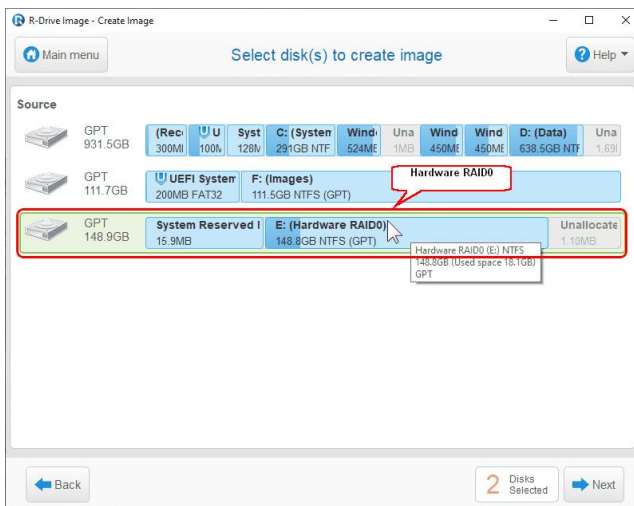 R-Drive Image - Create Image
Main menu
Select disk(s) to create image
Help
Source
GPT
931.5GB
(Rec
300MI
U
100M
Syst
128M
C: (System
291GB NTF
Wind
524ME
Una
1MB
Wind
450ME
Wind
450ME
D: (Data)
638.5GB NTF
Una
1.69
GPT
111.7GB
UEFI System
200MB FAT32
F: (Images)
111.5GB NTFS (GPT)
Hardware RAID0
GPT
148.9GB
System Reserved
15.9MB
E: (Hardware RAID0)
148.8GB NTFS (GPT)
Unallocate
1.10MB
Hardware RAID0 (E:) NTFS
148.8GB (Used space 18.1GB)
GPT
Back
2 Disks
Selected
Next